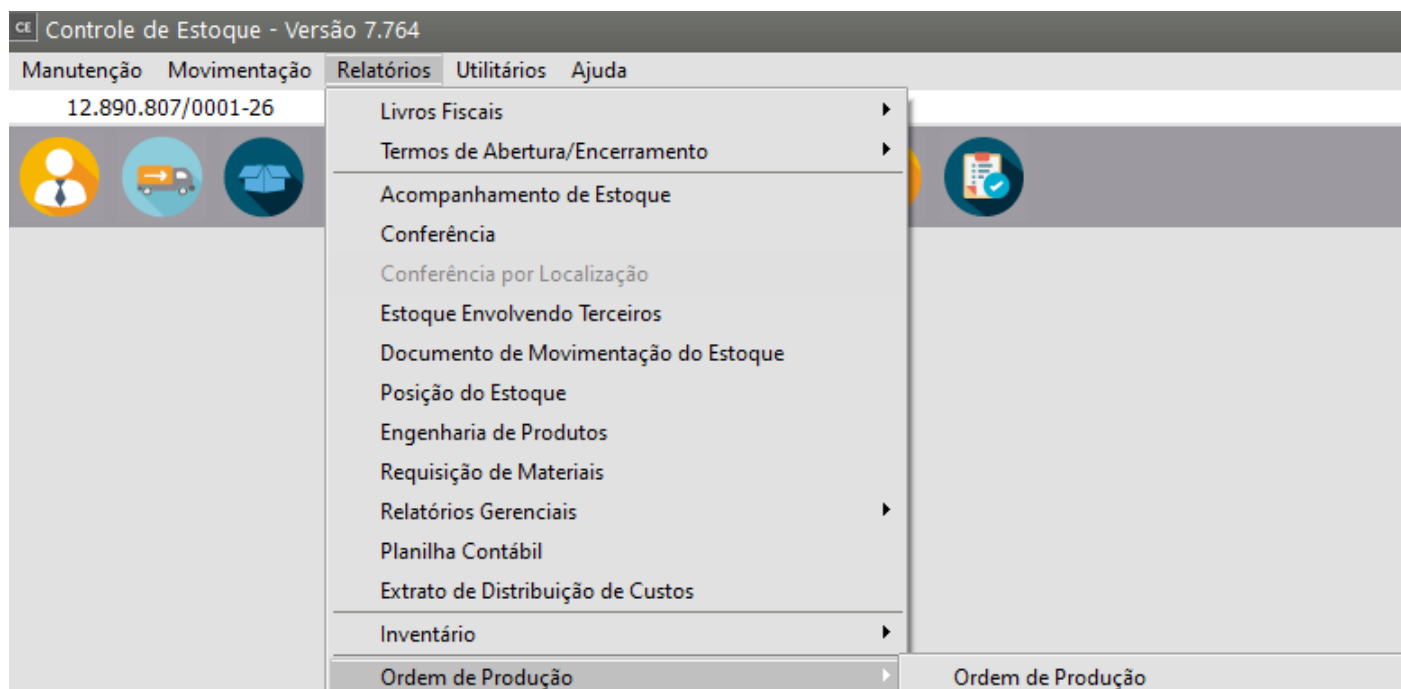 CE Controle de Estoque - Versão 7.764
Manutenção Movimentação Relatórios Utilitários Ajuda
12.890.807/0001-26
Livros Fiscais
Termos de Abertura/Encerramento
Acompanhamento de Estoque
Conferência
Conferência por Localização
Estoque Envolvendo Terceiros
Documento de Movimentação do Estoque
Posição do Estoque
Engenharia de Produtos
Requisição de Materiais
Relatórios Gerenciais
Planilha Contábil
Extrato de Distribuição de Custos
Inventário
Ordem de Produção Ordem de Produção